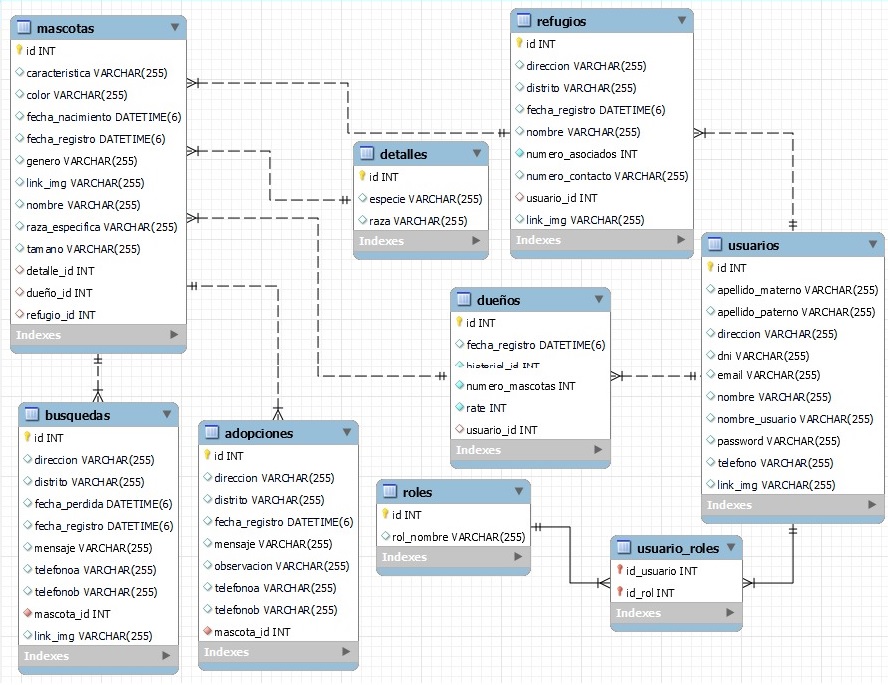 mascotas
id INT
caracteristica VARCHAR(255)
color VARCHAR(255)
fecha_nacimiento DATETIME(6)
fecha_registro DATETIME(6)
genero VARCHAR(255)
link_img VARCHAR(255)
nombre VARCHAR(255)
raza_especifica VARCHAR(255)
tamano VARCHAR(255)
detalle_id INT
dueño_id INT
refugio_id INT
Indexes
refugios
id INT
direccion VARCHAR(255)
distrito VARCHAR(255)
fecha_registro DATETIME(6)
nombre VARCHAR(255)
numero_asociados INT
numero_contacto VARCHAR(255)
usuario_id INT
link_img VARCHAR(255)
Indexes
detalles
id INT
especie VARCHAR(255)
raza VARCHAR(255)
Indexes
usuarios
id INT
apellido_materno VARCHAR(255)
apellido_paterno VARCHAR(255)
direccion VARCHAR(255)
dni VARCHAR(255)
email VARCHAR(255)
nombre VARCHAR(255)
nombre_usuario VARCHAR(255)
password VARCHAR(255)
telefono VARCHAR(255)
link_img VARCHAR(255)
Indexes
dueños
id INT
fecha_registro DATETIME(6)
numero_mascotas INT
rate INT
usuario_id INT
Indexes
busquedas
id INT
direccion VARCHAR(255)
distrito VARCHAR(255)
fecha_perdida DATETIME(6)
fecha_registro DATETIME(6)
mensaje VARCHAR(255)
telefonoa VARCHAR(255)
telefonob VARCHAR(255)
mascota_id INT
link_img VARCHAR(255)
Indexes
adopciones
id INT
direccion VARCHAR(255)
distrito VARCHAR(255)
fecha_registro DATETIME(6)
mensaje VARCHAR(255)
observacion VARCHAR(255)
telefonoa VARCHAR(255)
telefonob VARCHAR(255)
mascota_id INT
Indexes
roles
id INT
rol_nombre VARCHAR(255)
Indexes
usuario_roles
id_usuario INT
id_rol INT
Indexes